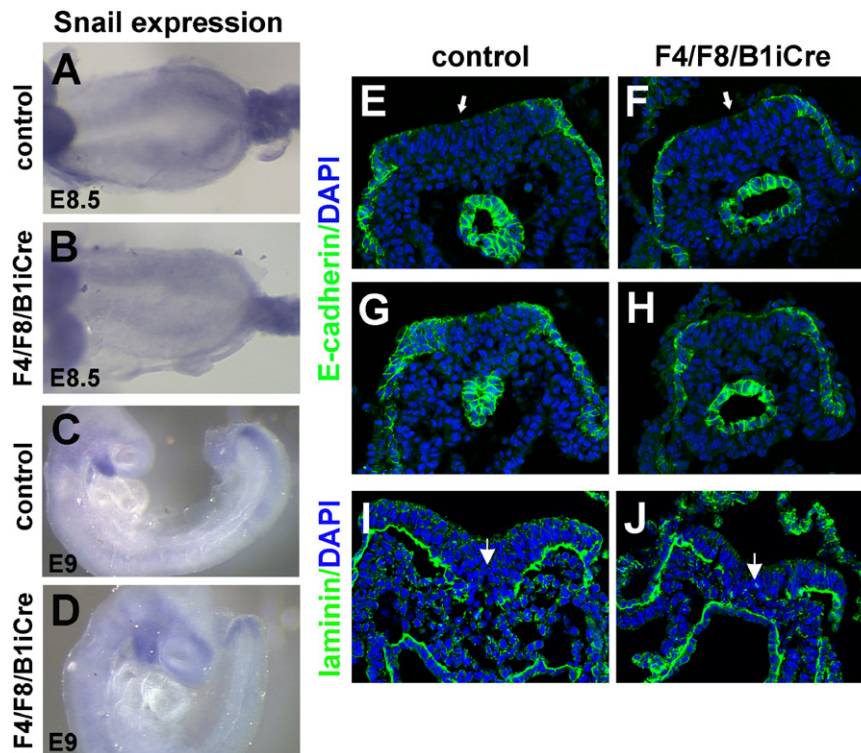 Snail expression
control
F4/F8/B1iCre
control
F4/F8/B1iCre
A
E8.5
B
E8.5
C
E9
D
E9
control
F4/F8/B1iCre
E-cadherin/DAPI
laminin/DAPI
E
F
G
H
I
J